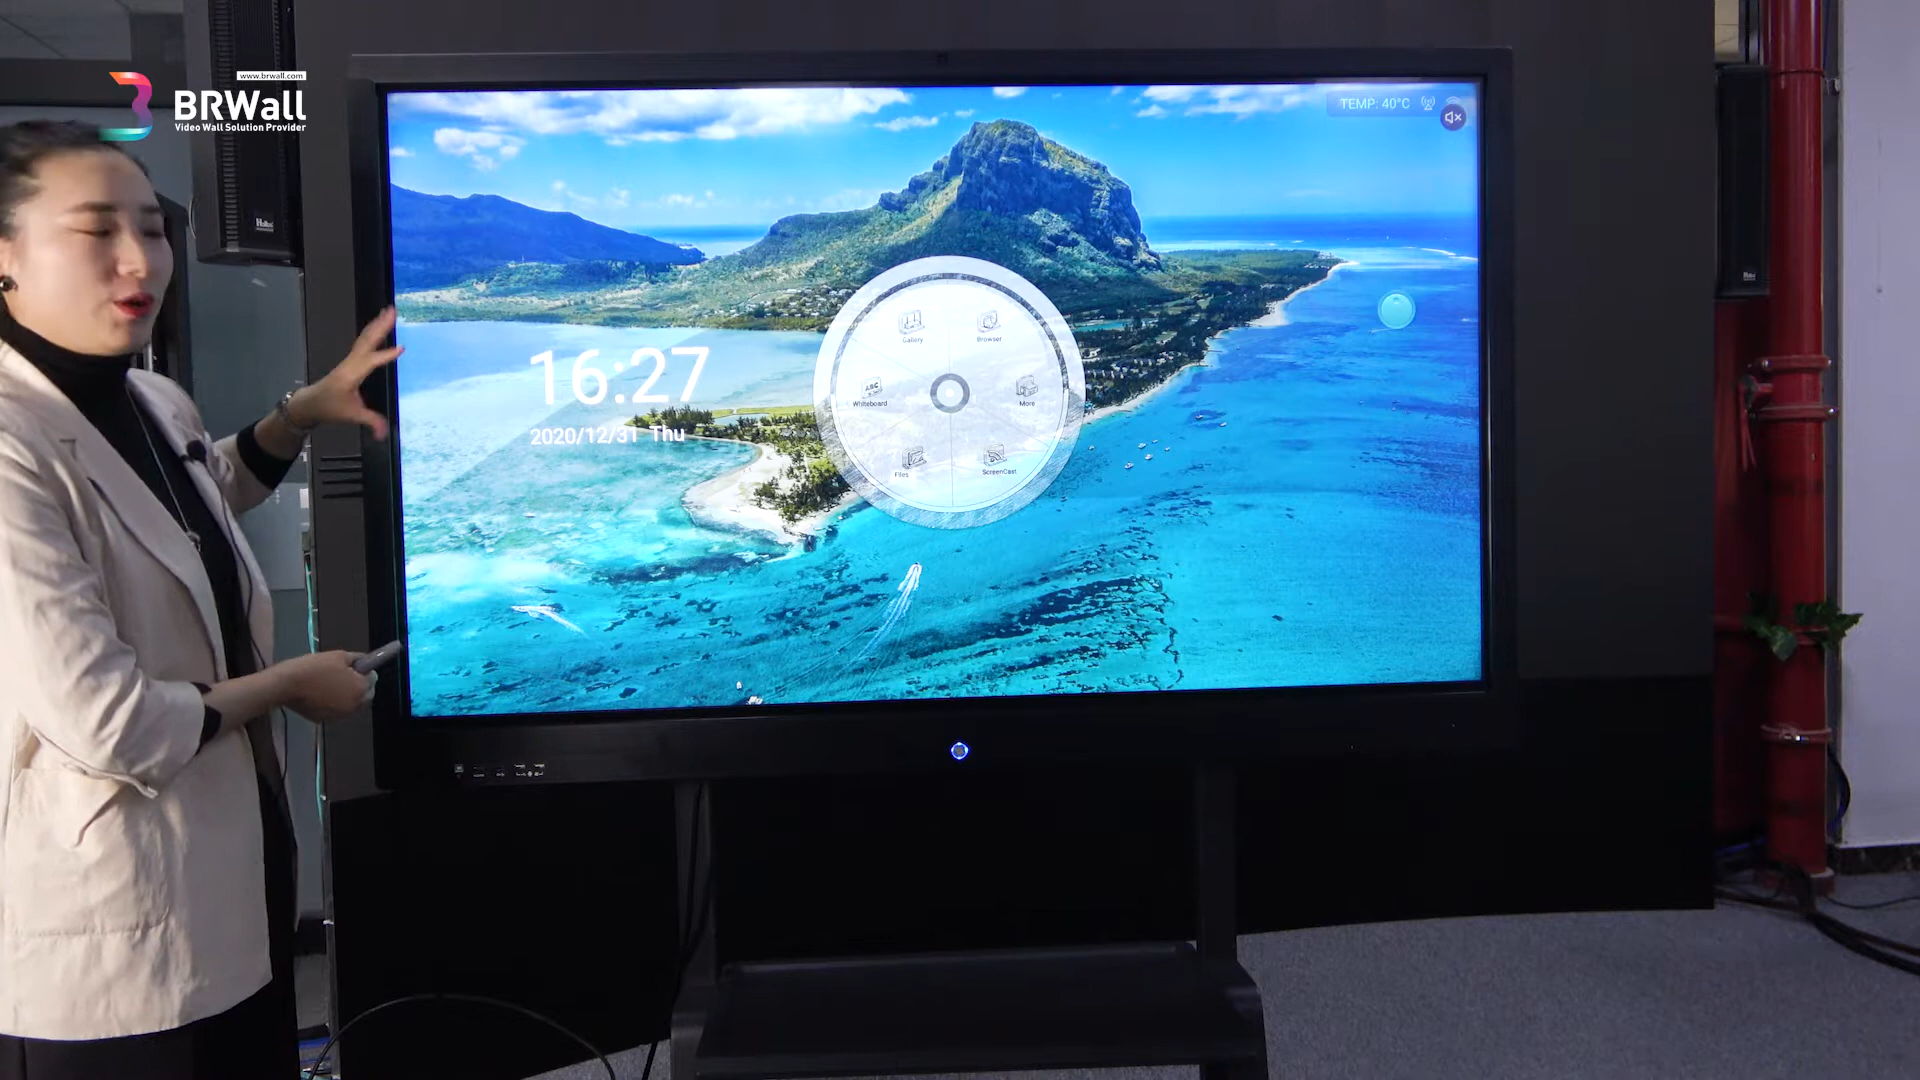 www.brwall.com
BRWall
Video Wall Solution Provider
TEMP: 40°C
16:27
2020/12/31 Thu
Gallery
Browser
ABC
Whiteboard
More
Files
ScreenCast